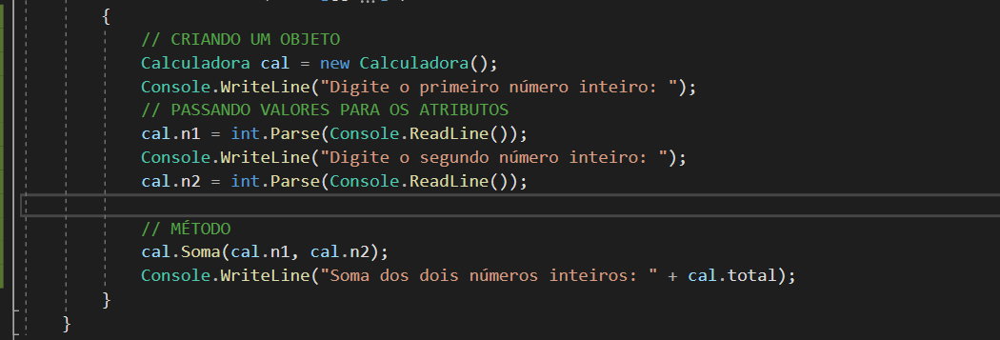 {
// CRIANDO UM OBJETO
Calculadora cal = new Calculadora();
Console.WriteLine("Digite o primeiro número inteiro: ");
// PASSANDO VALORES PARA OS ATRIBUTOS
cal.n1 = int.Parse(Console.ReadLine());
Console.WriteLine("Digite o segundo número inteiro: ");
cal.n2 = int.Parse(Console.ReadLine());
// MÉTODO
cal.Soma(cal.n1, cal.n2);
Console.WriteLine("Soma dos dois números inteiros: " + cal.total);
}
}